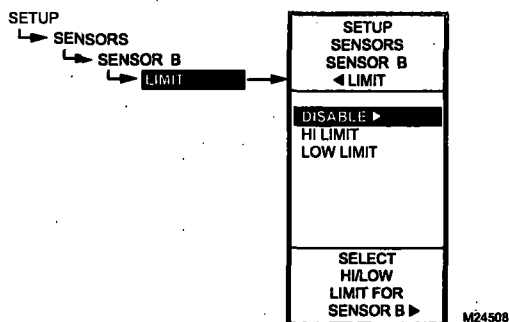 SETUP
SENSORS
SENSOR B
LIMIT
SETUP
SENSORS
SENSOR B
◀ LIMIT
DISABLE ▶
HI LIMIT
LOW LIMIT
SELECT
HI/LOW
LIMIT FOR
SENSOR B ▶
M24508